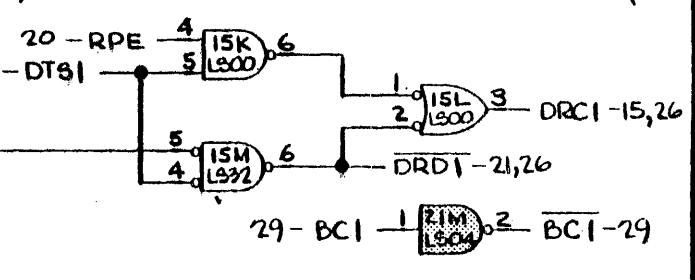 20 - RPE 4 15K LS00 6
- DTS1 5
1 15L LS00 3 DRC1 - 15,26
2
5 15M LS32 6 DRD1 - 21,26
4
29 - BC1 1 21M LS04 2 BC1 - 29